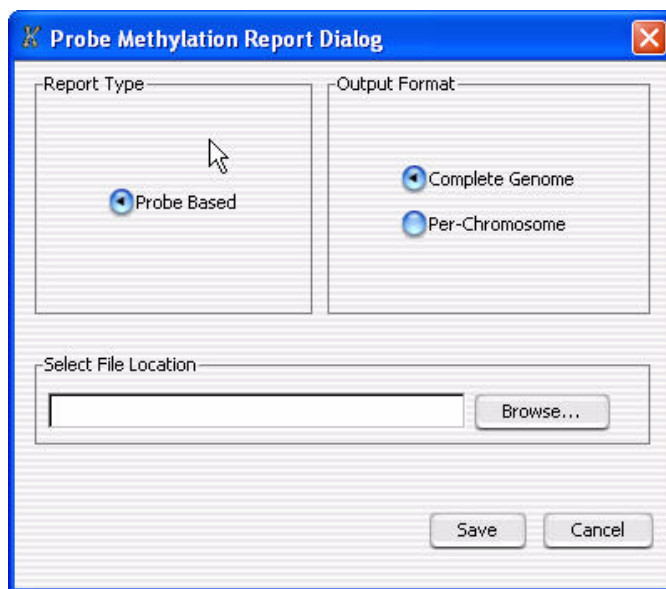 Probe Methylation Report Dialog
Report Type
Probe Based
Output Format
Complete Genome
Per-Chromosome
Select File Location
Browse...
Save
Cancel